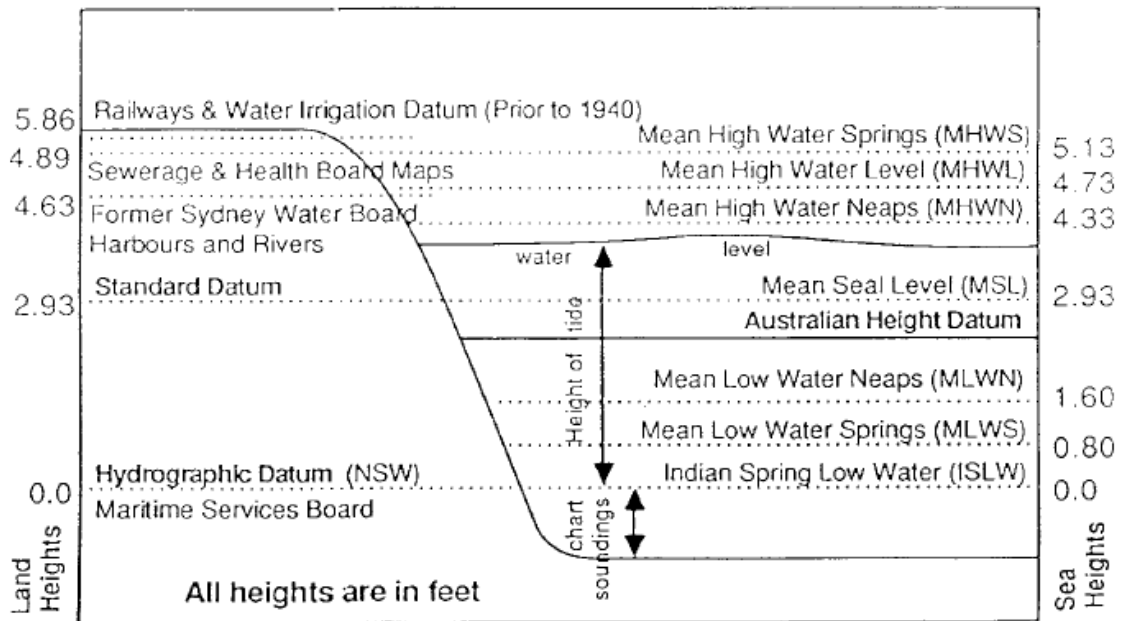 Railways & Water Irrigation Datum (Prior to 1940)
5.86
Mean High Water Springs (MHWS)
5.13
4.89
Sewerage & Health Board Maps
Mean High Water Level (MHWL)
4.73
4.63
Former Sydney Water Board
Mean High Water Neaps (MHWN)
4.33
Harbours and Rivers
water
level
Standard Datum
Mean Seal Level (MSL)
2.93
2.93
Australian Height Datum
Height of tide
Mean Low Water Neaps (MLWN)
1.60
Mean Low Water Springs (MLWS)
0.80
Hydrographic Datum (NSW)
Indian Spring Low Water (ISLW)
0.0
0.0
Maritime Services Board
chart
soundings
Land
Heights
All heights are in feet
Sea
Heights